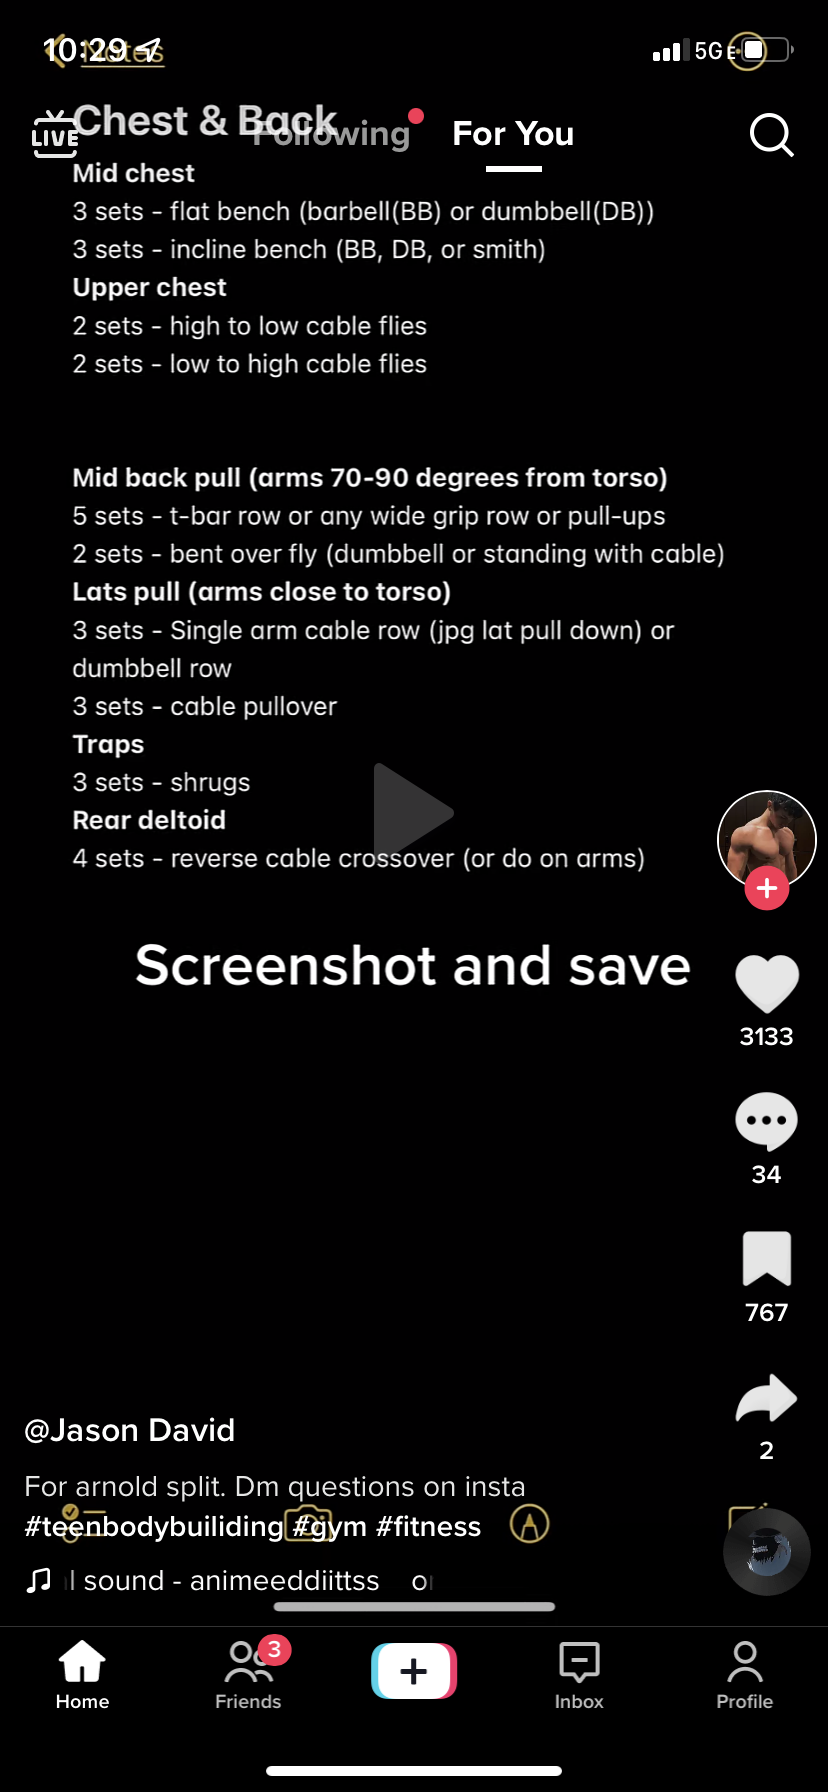 10:29
Notes
5GE
LIVE
Chest & Back
Following
For You
Mid chest
3 sets - flat bench (barbell(BB) or dumbbell(DB))
3 sets - incline bench (BB, DB, or smith)
Upper chest
2 sets - high to low cable flies
2 sets - low to high cable flies
Mid back pull (arms 70-90 degrees from torso)
5 sets - t-bar row or any wide grip row or pull-ups
2 sets - bent over fly (dumbbell or standing with cable)
Lats pull (arms close to torso)
3 sets - Single arm cable row (jpg lat pull down) or
dumbbell row
3 sets - cable pullover
Traps
3 sets - shrugs
Rear deltoid
4 sets - reverse cable crossover (or do on arms)
Screenshot and save
3133
34
767
2
@Jason David
For arnold split. Dm questions on insta
#teenbodybuiliding #gym #fitness
l sound - animeeddiittss or
3
Home
Friends
Inbox
Profile